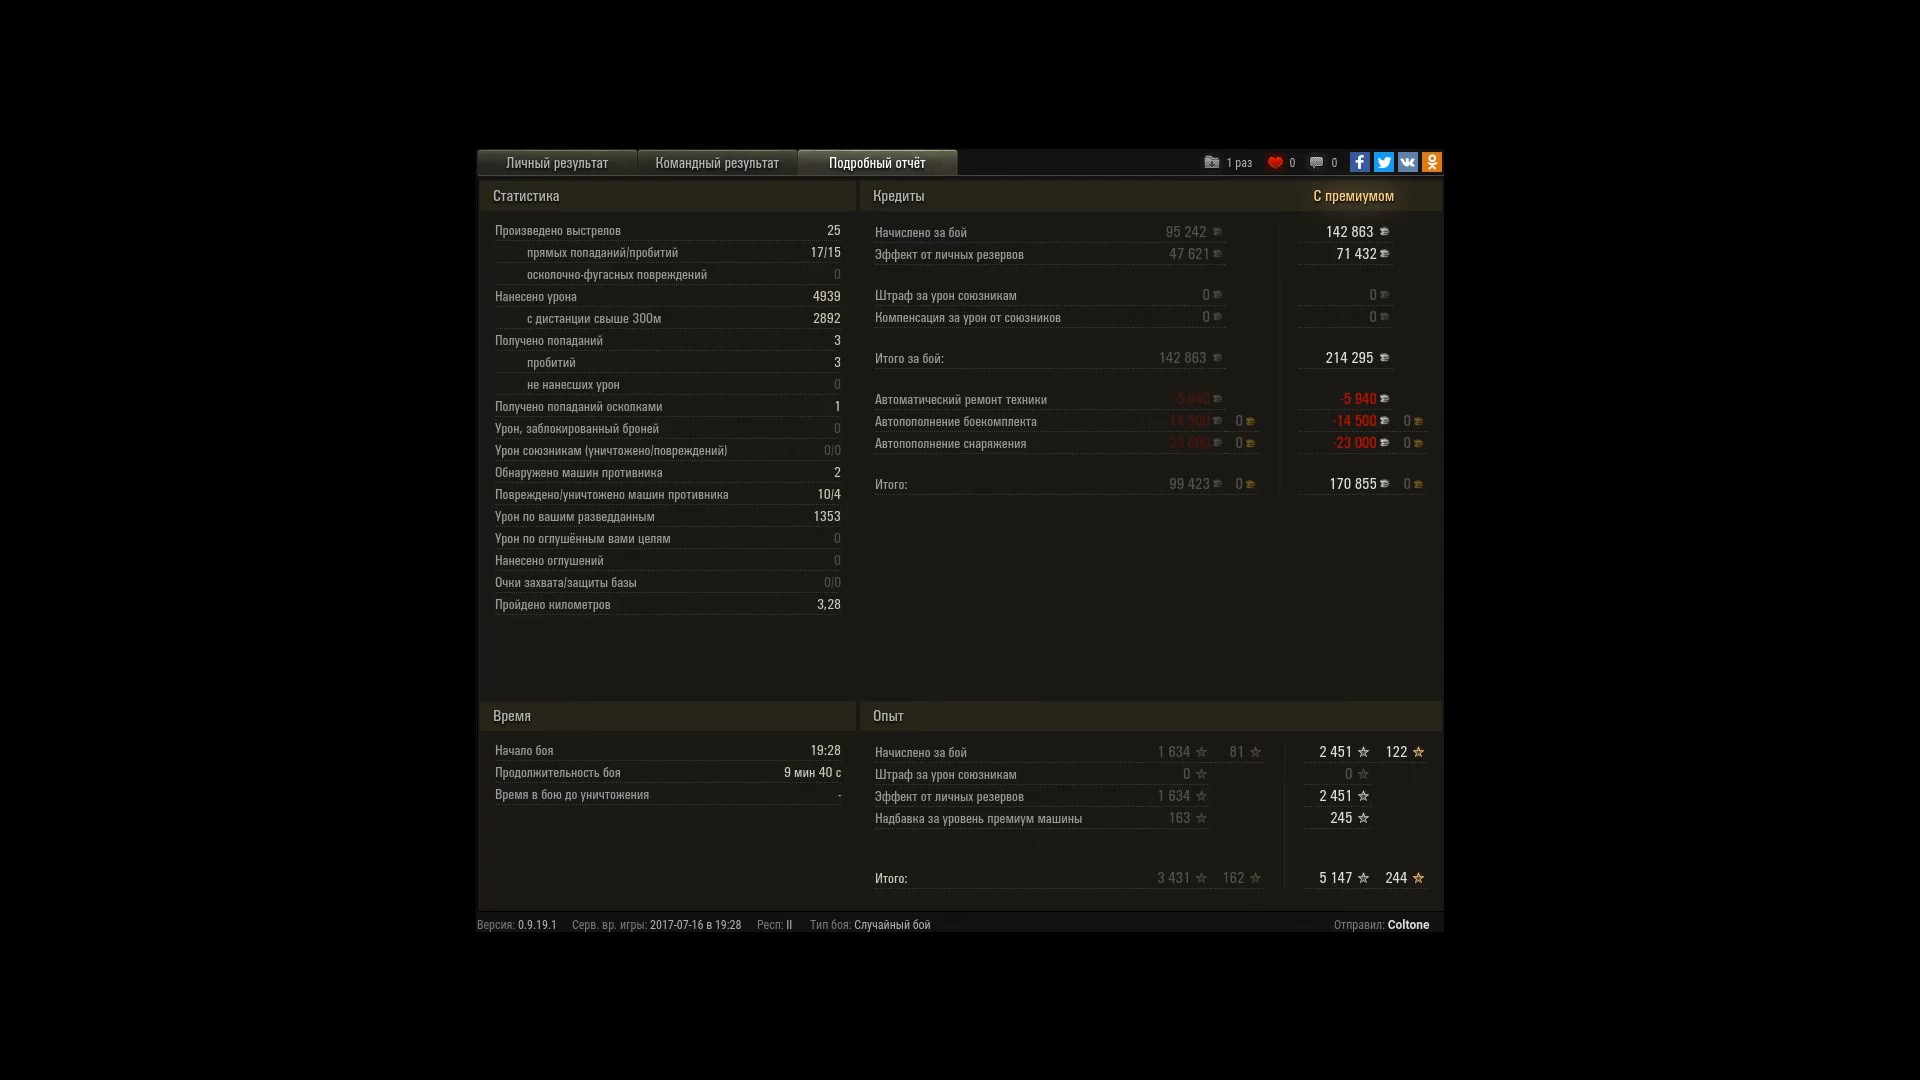 Личный результат Командный результат Подробный отчёт 1 раз 0 0
Статистика
Произведено выстрелов 25
прямых попаданий/пробитий 17/15
осколочно-фугасных повреждений 0
Нанесено урона 4939
с дистанции свыше 300м 2892
Получено попаданий 3
пробитий 3
не нанесших урон 0
Получено попаданий осколками 1
Урон, заблокированный броней 0
Урон союзникам (уничтожено/повреждений) 0/0
Обнаружено машин противника 2
Повреждено/уничтожено машин противника 10/4
Урон по вашим разведданным 1353
Урон по оглушённым вами целям 0
Нанесено оглушений 0
Очки захвата/защиты базы 0/0
Пройдено километров 3,28
Кредиты С премиумом
Начислено за бой 95 242 142 863
Эффект от личных резервов 47 621 71 432
Штраф за урон союзникам 0 0
Компенсация за урон от союзников 0 0
Итого за бой: 142 863 214 295
Автоматический ремонт техники -5 940 -5 940
Автопополнение боекомплекта -14 500 0 -14 500 0
Автопополнение снаряжения -23 000 0 -23 000 0
Итого: 99 423 0 170 855 0
Время
Начало боя 19:28
Продолжительность боя 9 мин 40 с
Время в бою до уничтожения -
Опыт
Начислено за бой 1 634 81 2 451 122
Штраф за урон союзникам 0 0
Эффект от личных резервов 1 634 2 451
Надбавка за уровень премиум машины 163 245
Итого: 3 431 162 5 147 244
Версия: 0.9.19.1 Серв. вр. игры: 2017-07-16 в 19:28 Респ: II Тип боя: Случайный бой Отправил: Coltone